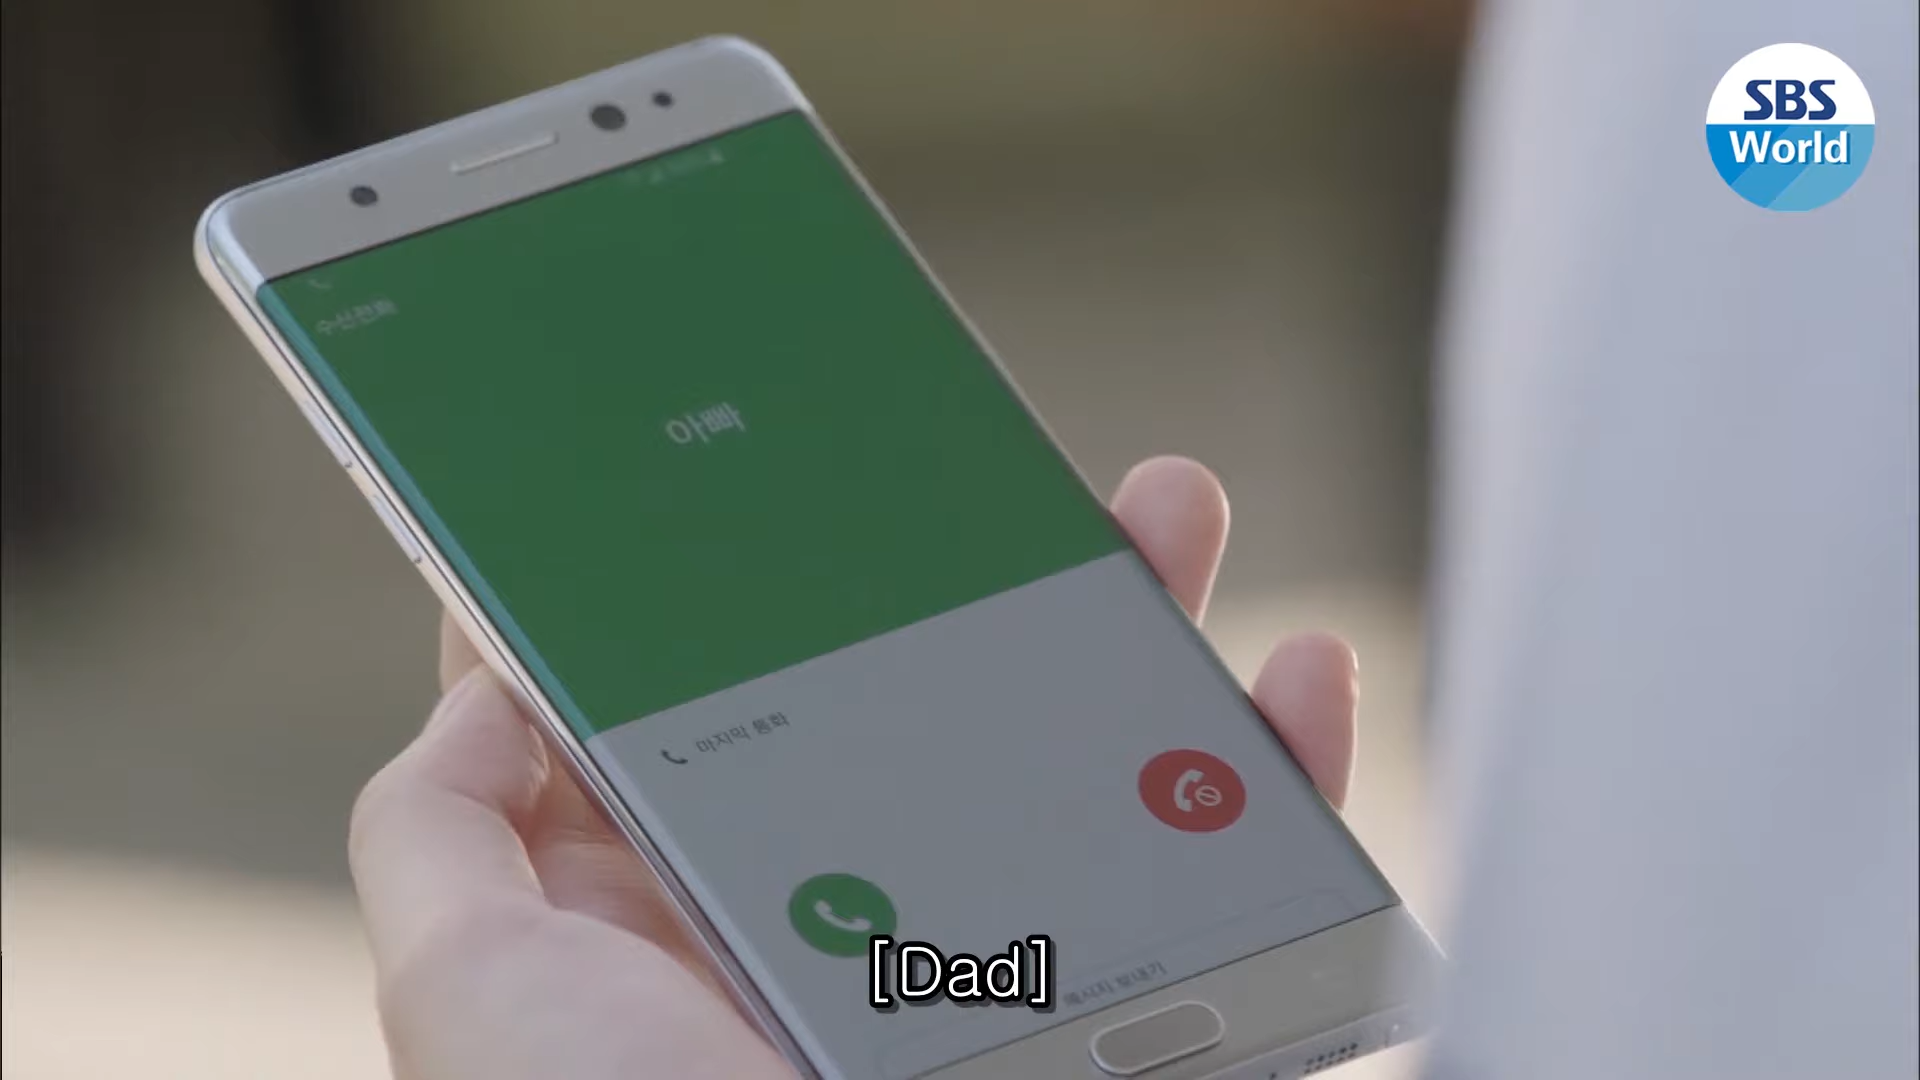 SBS
World
수신전화
아빠
마지막 통화
메시지 보내기
[Dad]